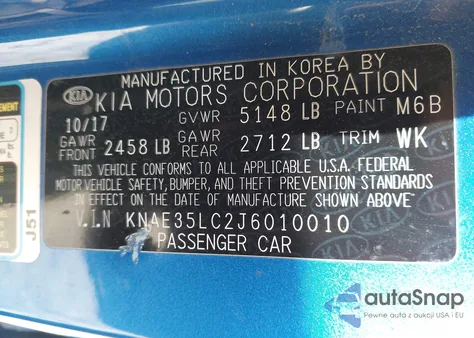 MANUFACTURED IN KOREA BY
KIA KIA MOTORS CORPORATION
10/17 GVWR 5148 LB PAINT M6B
GAWR FRONT 2458 LB GAWR REAR 2712 LB TRIM WK
THIS VEHICLE CONFORMS TO ALL APPLICABLE U.S.A. FEDERAL
MOTOR VEHICLE SAFETY, BUMPER, AND THEFT PREVENTION STANDARDS
IN EFFECT ON THE DATE OF MANUFACTURE SHOWN ABOVE
V.I.N KNAE35LC2J6010010
PASSENGER CAR
J51
autoSnap
Pewne auta z aukcji USA i EU